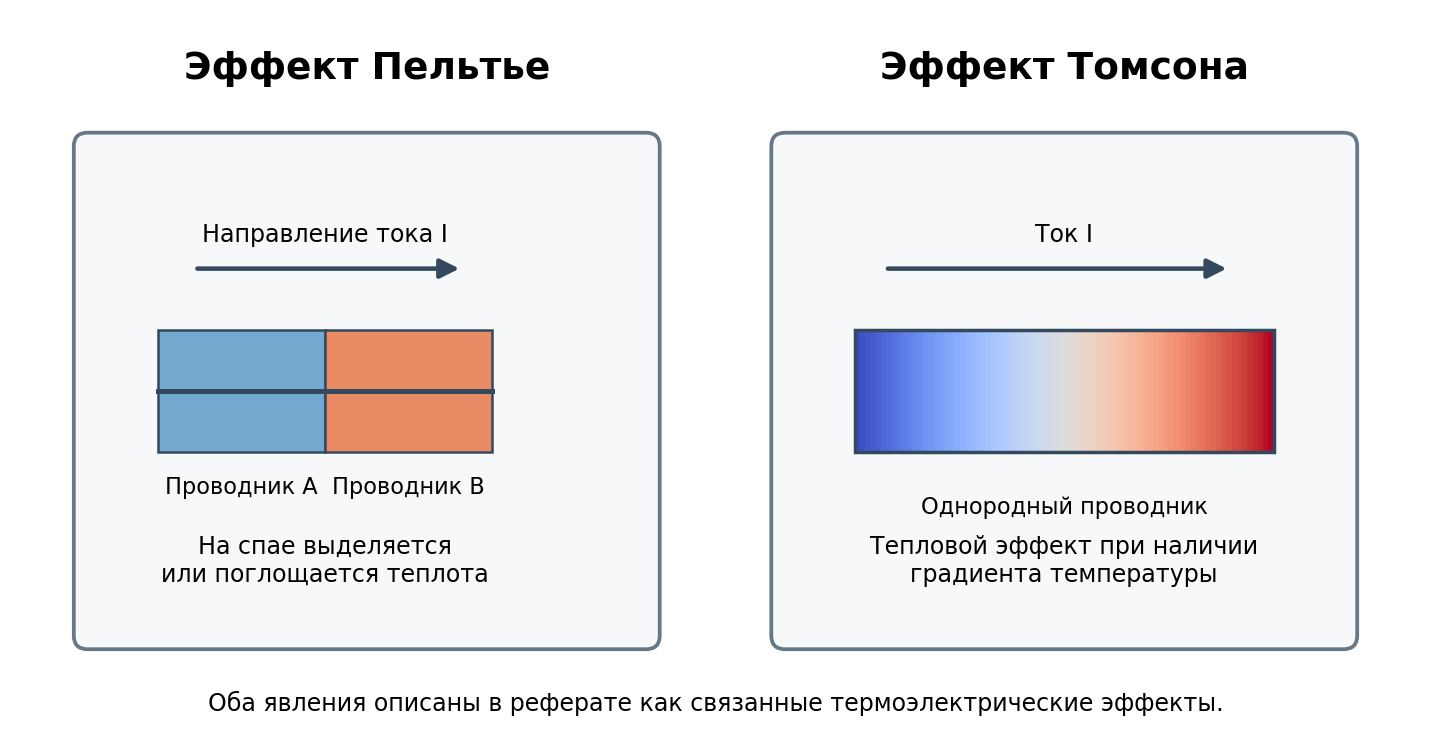 Эффект Пельтье
Эффект Томсона
Направление тока I
Проводник A
Проводник B
На спае выделяется
или поглощается теплота
Ток I
Однородный проводник
Тепловой эффект при наличии
градиента температуры
Оба явления описаны в реферате как связанные термоэлектрические эффекты.